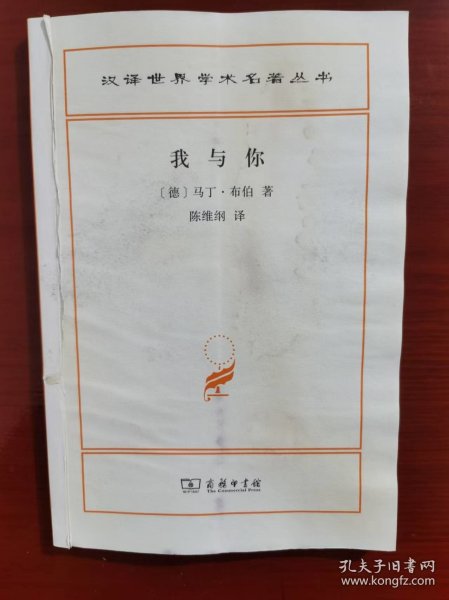 汉译世界学术名著丛书
我与你
〔德〕马丁·布伯 著
陈维纲 译
商务印书馆
The Commercial Press
孔夫子旧书网
www.kongfz.com